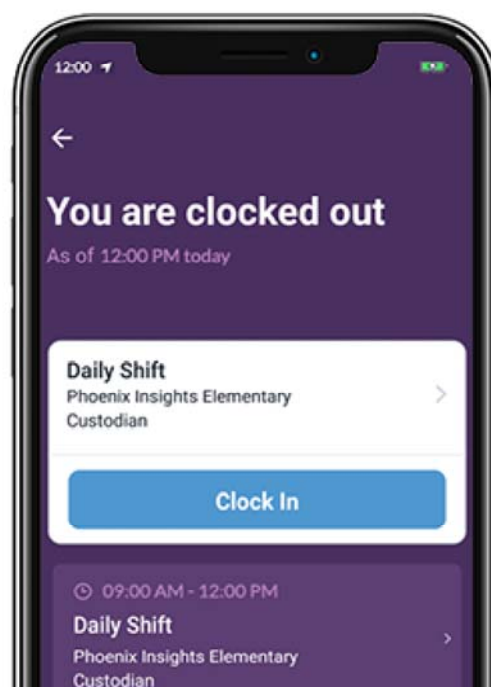 12:00
You are clocked out
As of 12:00 PM today
Daily Shift
Phoenix Insights Elementary
Custodian
Clock In
09:00 AM - 12:00 PM
Daily Shift
Phoenix Insights Elementary
Custodian